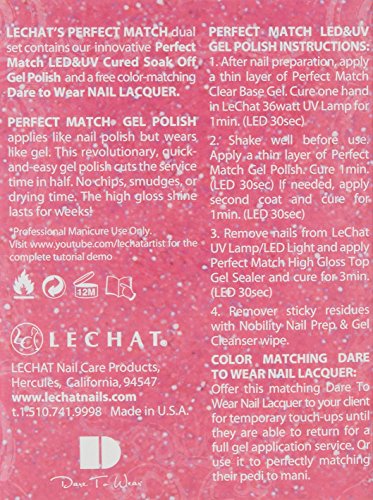 LECHAT'S PERFECT MATCH dual
set contains our innovative Perfect
Match LED&UV Cured Soak Off
Gel Polish and a free color-matching
Dare to Wear NAIL LACQUER.
PERFECT MATCH® GEL POLISH
applies like nail polish but wears
like gel. This revolutionary, quick-
and-easy gel polish cuts the service
time in half. No chips, smudges, or
drying time. The high gloss shine
lasts for weeks!
*Professional Manicure Use Only.
Visit www.youtube.com/lechatartist for the
complete tutorial demo
12M
LECHAT®
LECHAT Nail Care Products,
Hercules, California, 94547
www.lechatnails.com
t.1.510.741.9998 Made in U.S.A.
D
Dare To Wear
PERFECT MATCH LED&UV
GEL POLISH INSTRUCTIONS:
1. After nail preparation, apply
a thin layer of Perfect Match
Clear Base Gel. Cure one hand
in LeChat 36watt UV Lamp for
1min. (LED 30sec)
2. Shake well before use.
Apply a thin layer of Perfect
Match Gel Polish. Cure 1min.
(LED 30sec) If needed, apply
second coat and cure for
1min. (LED 30sec)
3. Remove nails from LeChat
UV Lamp/LED Light and apply
Perfect Match High Gloss Top
Gel Sealer and cure for 3min.
(LED 30sec)
4. Remove sticky residues
with Nobility Nail Prep & Gel
Cleanser wipe.
COLOR MATCHING DARE
TO WEAR NAIL LACQUER:
Offer this matching Dare To
Wear Nail Lacquer to your client
for temporary touch-ups until
they are able to return for a
full gel application service. Or
use it to perfectly matching
their pedi to mani.